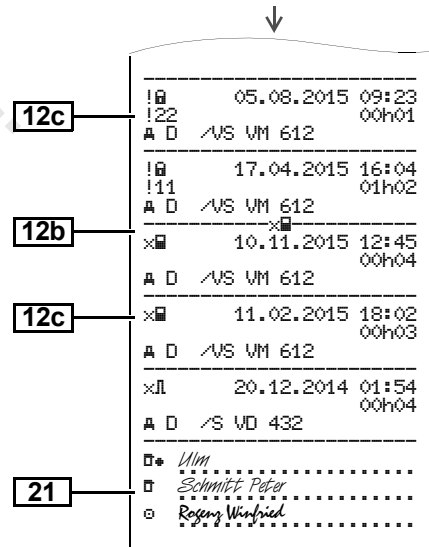 05.08.2015 09:23
12c
!22 00h01
D /VS VM 612
17.04.2015 16:04
!11 01h02
D /VS VM 612
12b
x 10.11.2015 12:45
00h04
D /VS VM 612
12c
x 11.02.2015 18:02
00h03
D /VS VM 612
x 20.12.2014 01:54
00h04
D /S VD 432
Ulm
21
Schmitt Peter
Rogenz Winfried